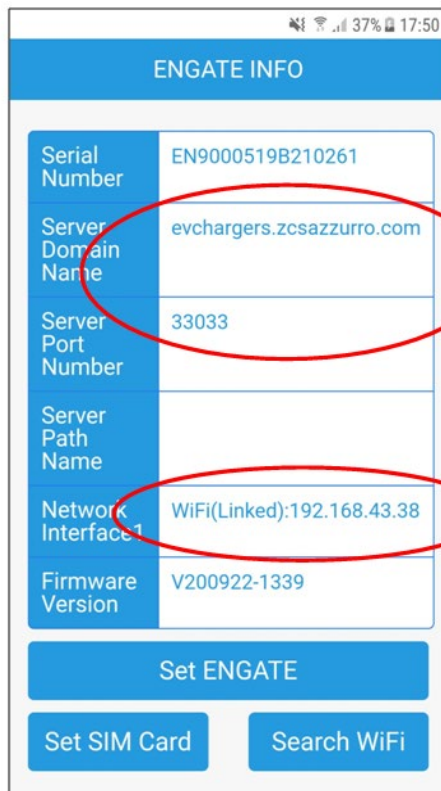 37% 17:50
ENGATE INFO
Serial
Number
EN9000519B210261
Server
Domain
Name
evchargers.zcsazzurro.com
Server
Port
Number
33033
Server
Path
Name
Network
Interface1
WiFi(Linked):192.168.43.38
Firmware
Version
V200922-1339
Set ENGATE
Set SIM Card
Search WiFi